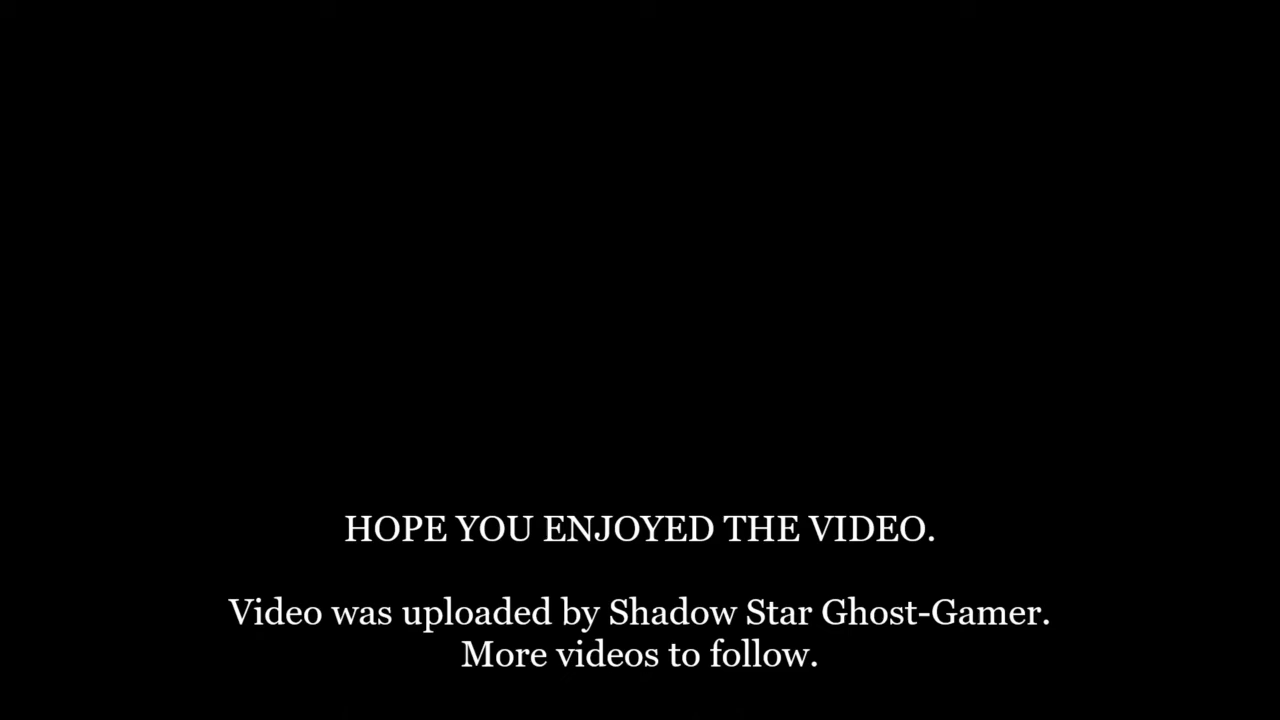 HOPE YOU ENJOYED THE VIDEO.
Video was uploaded by Shadow Star Ghost-Gamer.
More videos to follow.